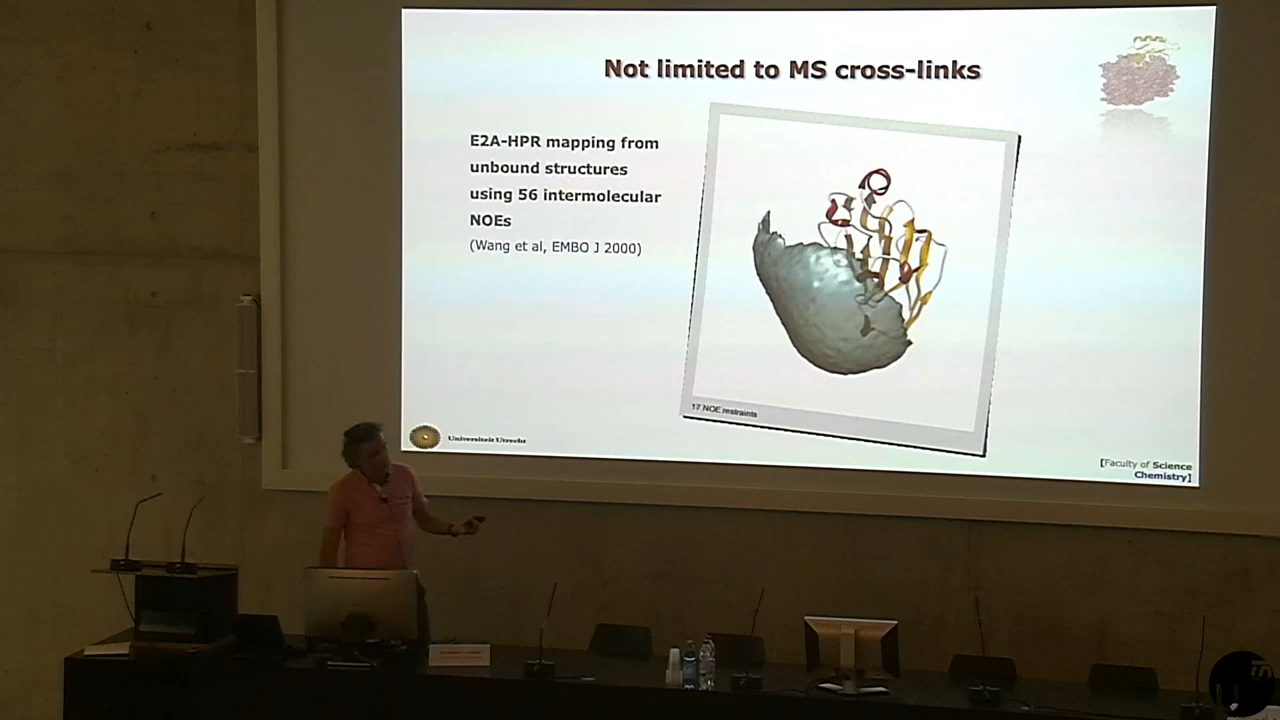 Not limited to MS cross-links
E2A-HPR mapping from
unbound structures
using 56 intermolecular
NOEs
(Wang et al, EMBO J 2000)
17 NOE restraints
Universiteit Utrecht
[Faculty of Science
Chemistry]